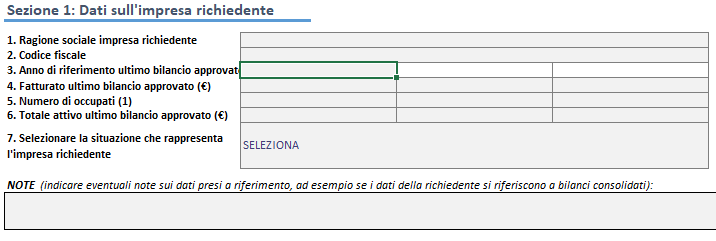 Sezione 1: Dati sull'impresa richiedente
1. Ragione sociale impresa richiedente
2. Codice fiscale
3. Anno di riferimento ultimo bilancio approvato
4. Fatturato ultimo bilancio approvato (€)
5. Numero di occupati (1)
6. Totale attivo ultimo bilancio approvato (€)
7. Selezionare la situazione che rappresenta
l'impresa richiedente
SELEZIONA
NOTE (indicare eventuali note sui dati presi a riferimento, ad esempio se i dati della richiedente si riferiscono a bilanci consolidati):